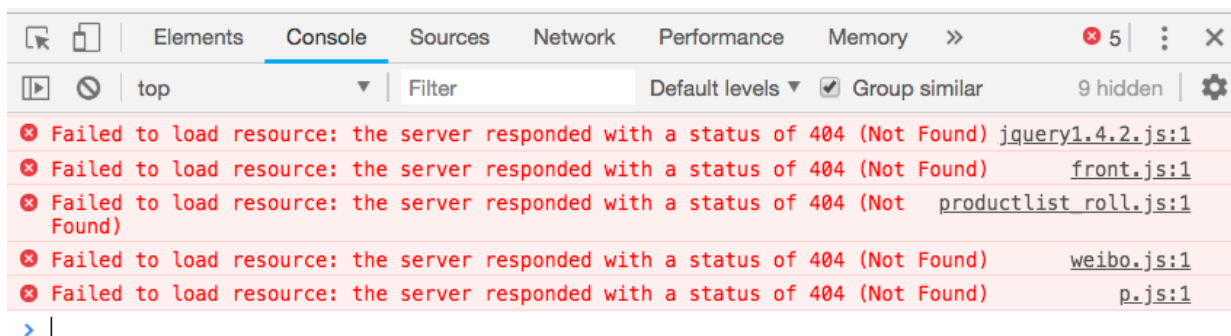 Elements Console Sources Network Performance Memory » 5
top ▼ Filter Default levels ▼ Group similar 9 hidden
Failed to load resource: the server responded with a status of 404 (Not Found) jquery1.4.2.js:1
Failed to load resource: the server responded with a status of 404 (Not Found) front.js:1
Failed to load resource: the server responded with a status of 404 (Not productlist_roll.js:1
Found)
Failed to load resource: the server responded with a status of 404 (Not Found) weibo.js:1
Failed to load resource: the server responded with a status of 404 (Not Found) p.js:1
>